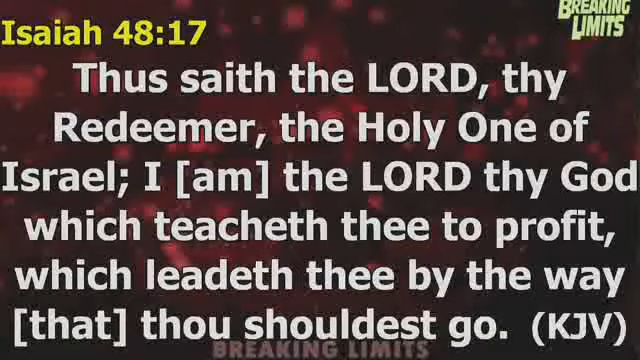 BREAKING
LIMITS
Isaiah 48:17
Thus saith the LORD, thy
Redeemer, the Holy One of
Israel; I [am] the LORD thy God
which teacheth thee to profit,
which leadeth thee by the way
[that] thou shouldest go. (KJV)
BREAKING LIMITS